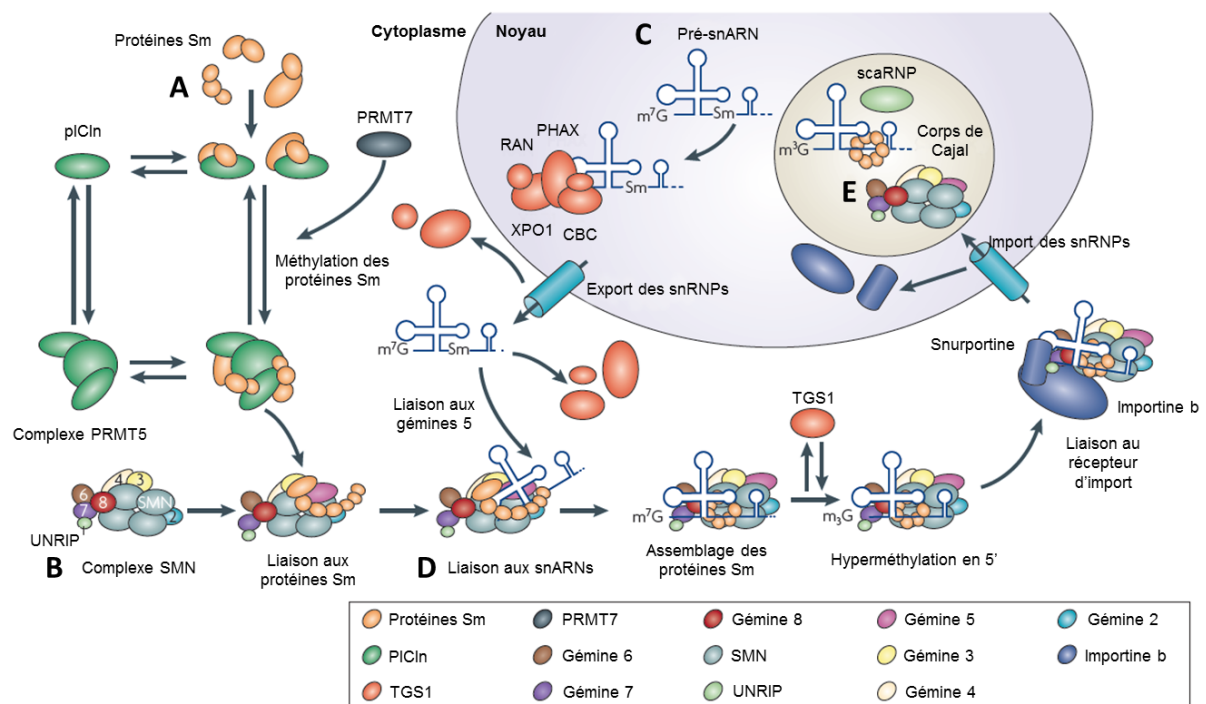 Protéines Sm
A
pICln
PRMT7
Méthylation des
protéines Sm
Complexe PRMT5
4
3
6
8
7
SMN
2
UNRIP
B
Complexe SMN
Liaison aux
protéines Sm
Cytoplasme
Noyau
C
Pré-snARN
m⁷G
Sm
RAN
PHAX
Sm
XPO1
CBC
scaRNP
m³G
Corps de
Cajal
E
Import des snRNPs
Export des snRNPs
m⁷G
Sm
Liaison aux
gémines 5
D
Liaison aux snARNs
m⁷G
Assemblage des
protéines Sm
TGS1
m₃G
Hyperméthylation en 5'
Snurportine
Importine b
Liaison au
récepteur
d'import
Protéines Sm
PRMT7
Gémine 8
Gémine 5
Gémine 2
PICln
Gémine 6
SMN
Gémine 3
Importine b
TGS1
Gémine 7
UNRIP
Gémine 4